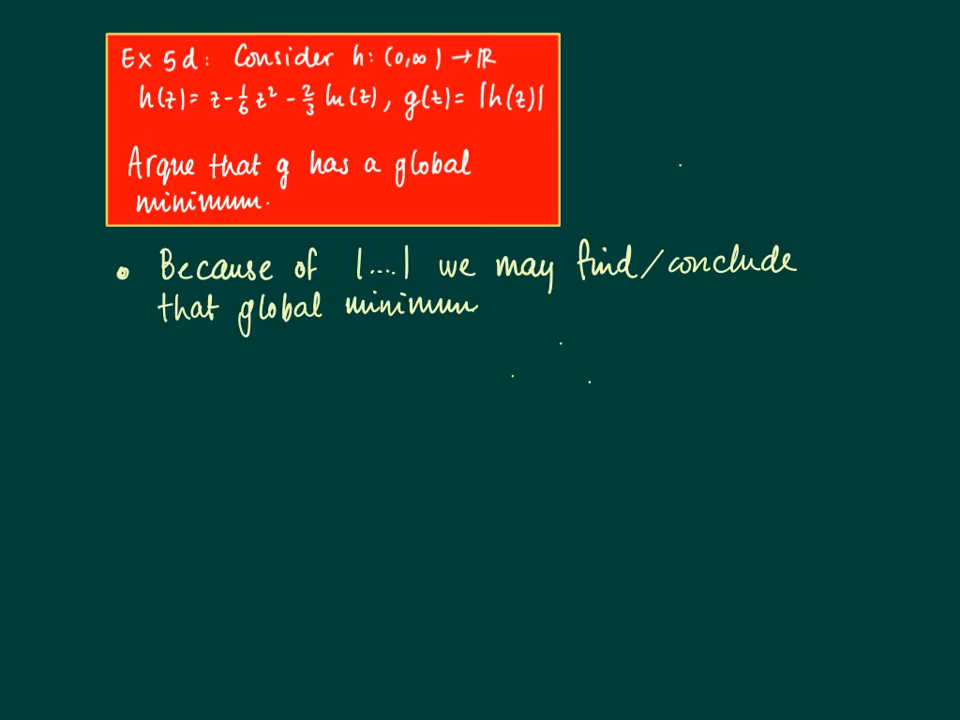 Ex 5d: Consider h: (0,∞) → ℝ
h(z) = z - 1/6 z² - 2/3 ln(z), g(z) = |h(z)|
Argue that g has a global
minimum.
• Because of |....| we may find/conclude
that global minimum